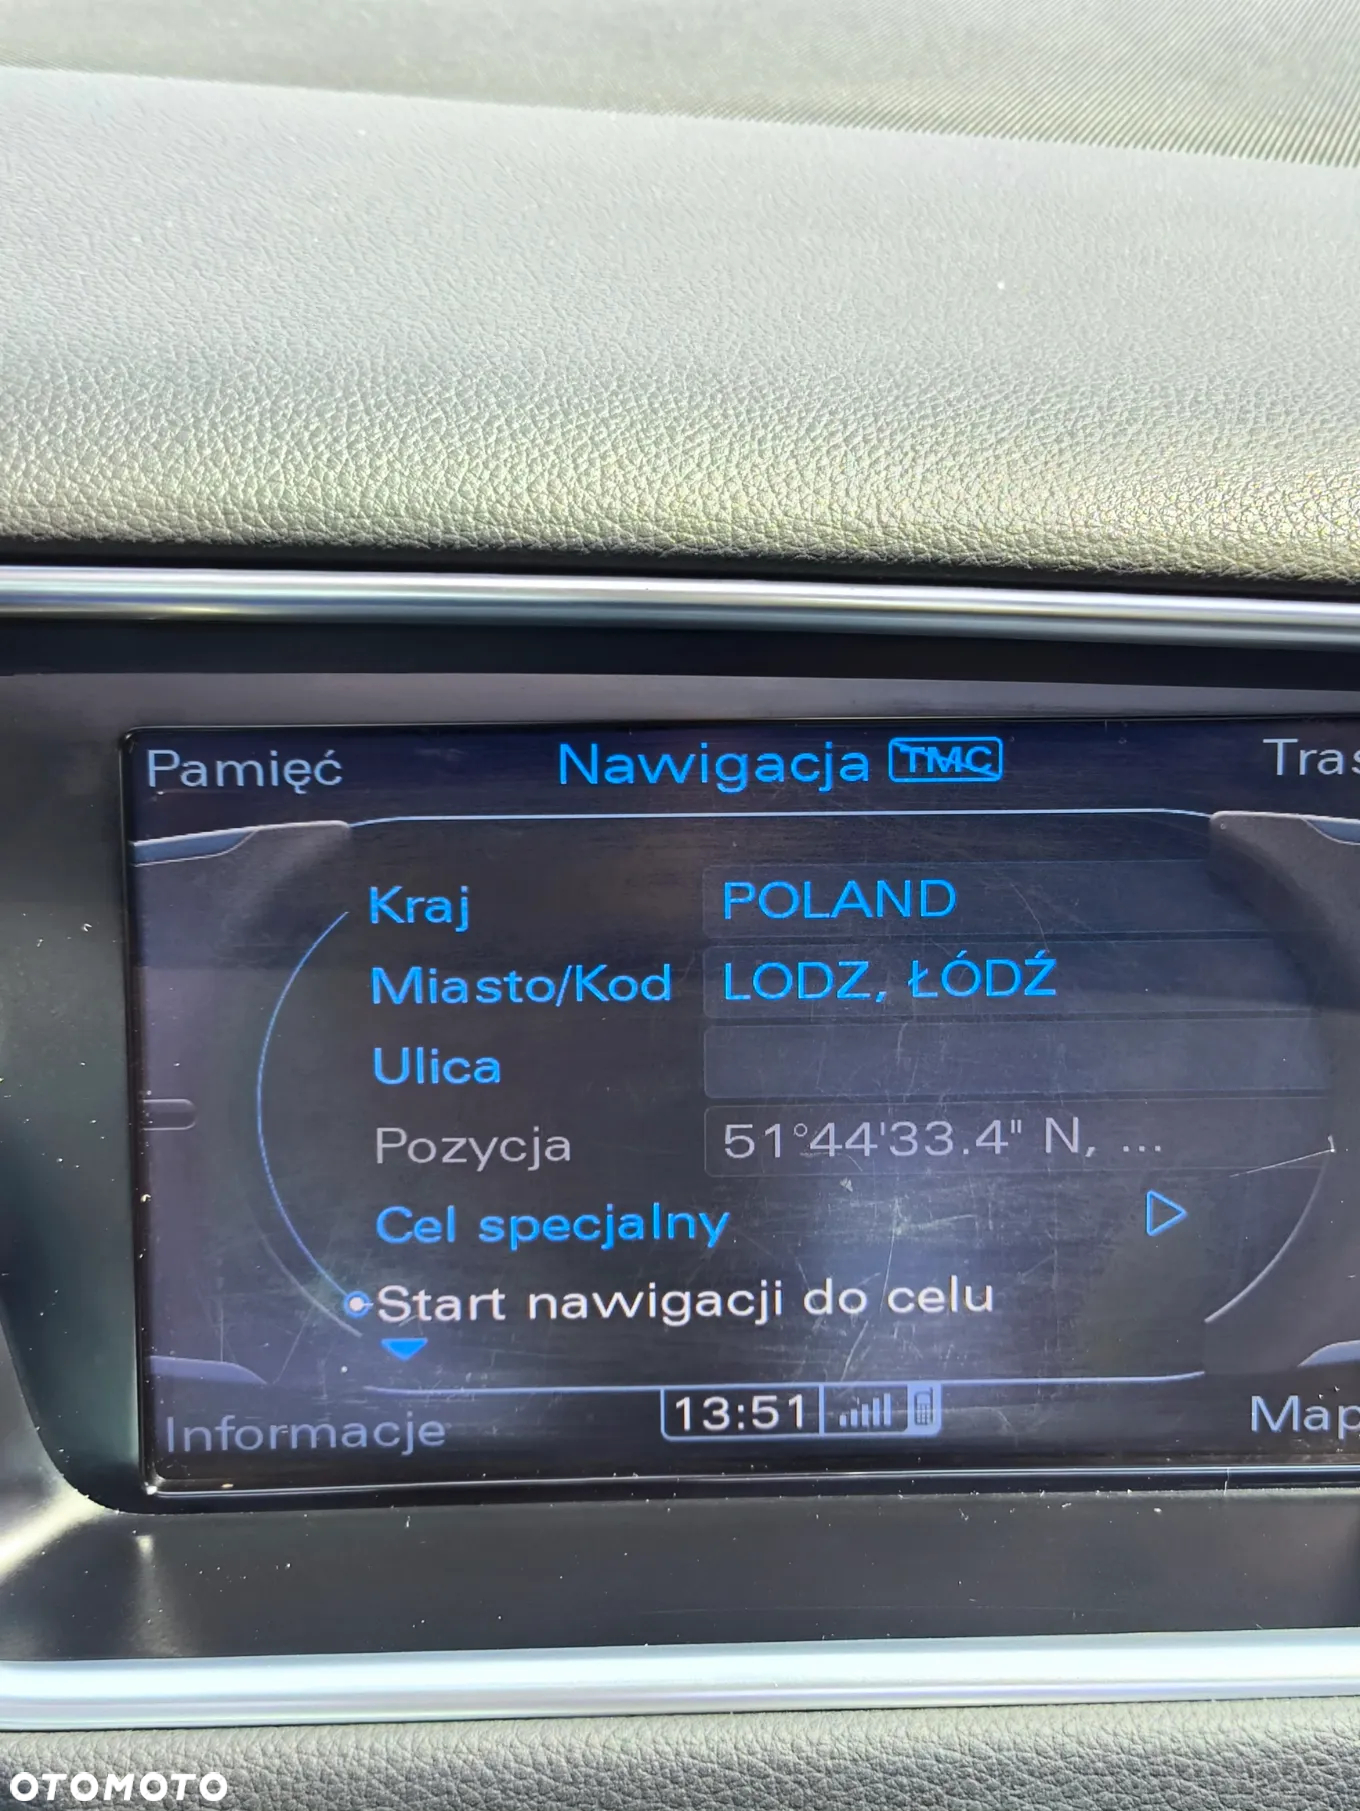 Pamięć
Nawigacja TMC
Tras
Kraj POLAND
Miasto/Kod LODZ, ŁÓDŹ
Ulica
Pozycja 51°44'33.4" N, ...
Cel specjalny
Start nawigacji do celu
Informacje
13:51
Map
OTOMOTO